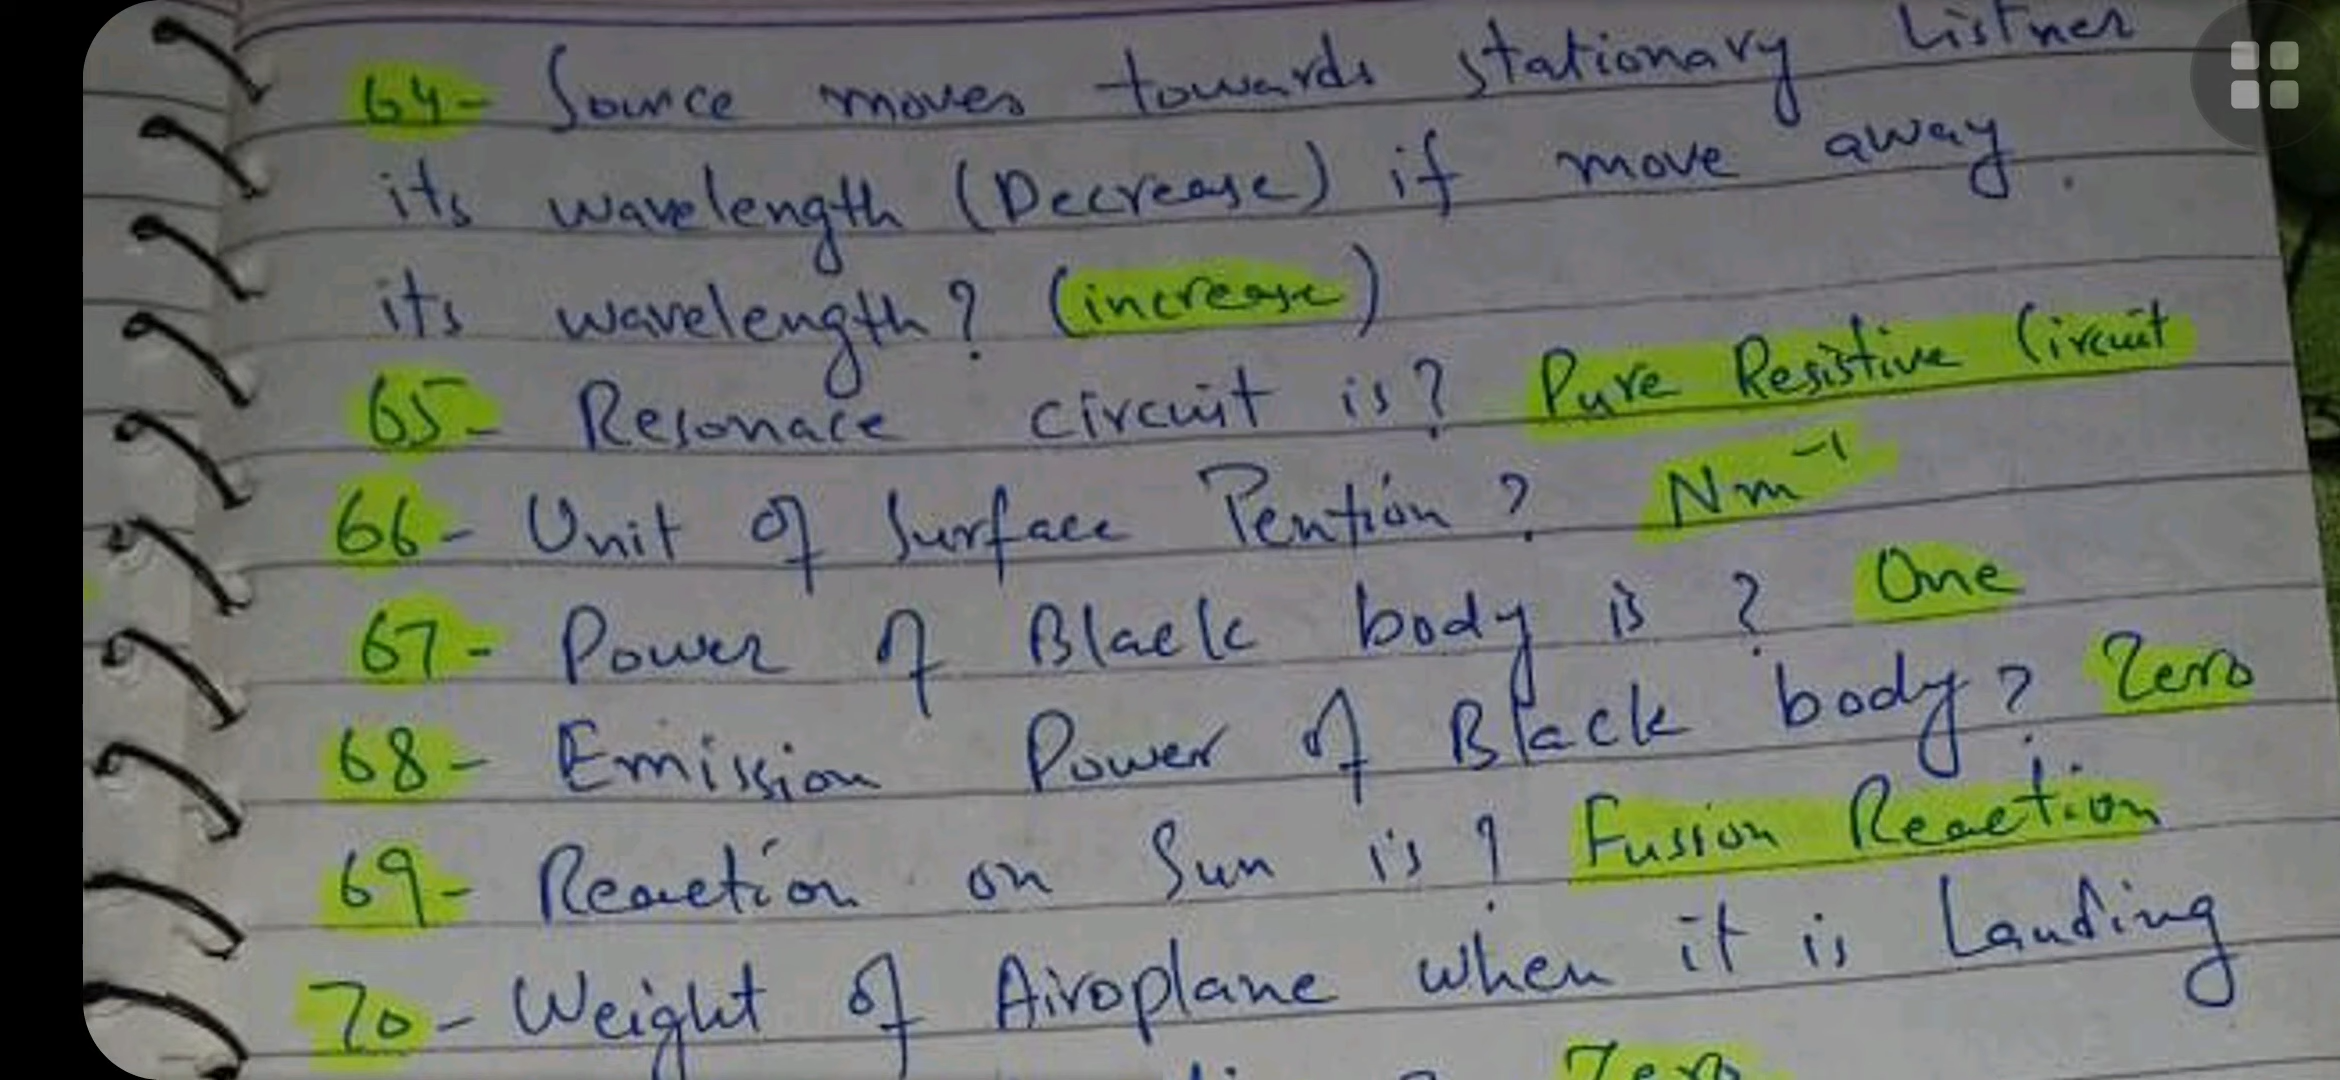 64- Source moves towards stationary Listner
its wavelength (Decrease) if move away.
its wavelength? (increase)
65- Resonace circuit is? Pure Resistive Circuit
66- Unit of Surface Tention? Nm⁻¹
67- Power of Black body is? One
68- Emission Power of Black body? Zero
69- Reaction on Sun is? Fusion Reaction
70- Weight of Airoplane when it is Landing
Zero